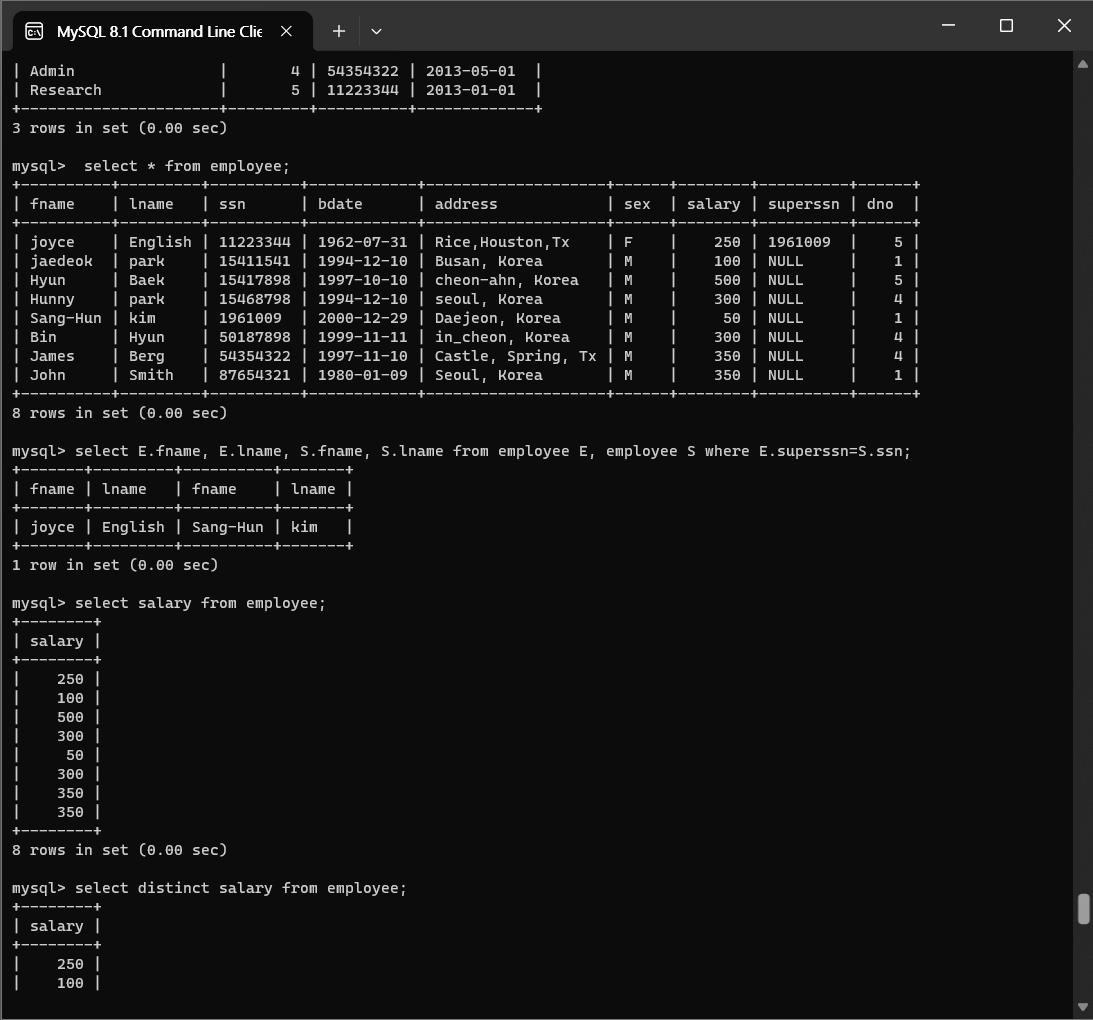 MySQL 8.1 Command Line Clie
| Admin                |        4 | 54354322 | 2013-05-01  |
| Research             |        5 | 11223344 | 2013-01-01  |
+----------------------+---------+----------+-------------+
3 rows in set (0.00 sec)
mysql>  select * from employee;
+----------+---------+----------+------------+--------------------+------+--------+----------+------+
| fname    | lname   | ssn      | bdate      | address            | sex  | salary | superssn | dno  |
+----------+---------+----------+------------+--------------------+------+--------+----------+------+
| joyce    | English | 11223344 | 1962-07-31 | Rice,Houston,Tx    | F    |    250 | 1961009  |    5 |
| jaedeok  | park    | 15411541 | 1994-12-10 | Busan, Korea       | M    |    100 | NULL     |    1 |
| Hyun     | Baek    | 15417898 | 1997-10-10 | cheon-ahn, Korea   | M    |    500 | NULL     |    5 |
| Hunny    | park    | 15468798 | 1994-12-10 | seoul, Korea       | M    |    300 | NULL     |    4 |
| Sang-Hun | kim     | 1961009  | 2000-12-29 | Daejeon, Korea     | M    |     50 | NULL     |    1 |
| Bin      | Hyun    | 50187898 | 1999-11-11 | in_cheon, Korea    | M    |    300 | NULL     |    4 |
| James    | Berg    | 54354322 | 1997-11-10 | Castle, Spring, Tx | M    |    350 | NULL     |    4 |
| John     | Smith   | 87654321 | 1980-01-09 | Seoul, Korea       | M    |    350 | NULL     |    1 |
+----------+---------+----------+------------+--------------------+------+--------+----------+------+
8 rows in set (0.00 sec)
mysql> select E.fname, E.lname, S.fname, S.lname from employee E, employee S where E.superssn=S.ssn;
+-------+---------+----------+-------+
| fname | lname   | fname    | lname |
+-------+---------+----------+-------+
| joyce | English | Sang-Hun | kim   |
+-------+---------+----------+-------+
1 row in set (0.00 sec)
mysql> select salary from employee;
+--------+
| salary |
+--------+
|    250 |
|    100 |
|    500 |
|    300 |
|     50 |
|    300 |
|    350 |
|    350 |
+--------+
8 rows in set (0.00 sec)
mysql> select distinct salary from employee;
+--------+
| salary |
+--------+
|    250 |
|    100 |